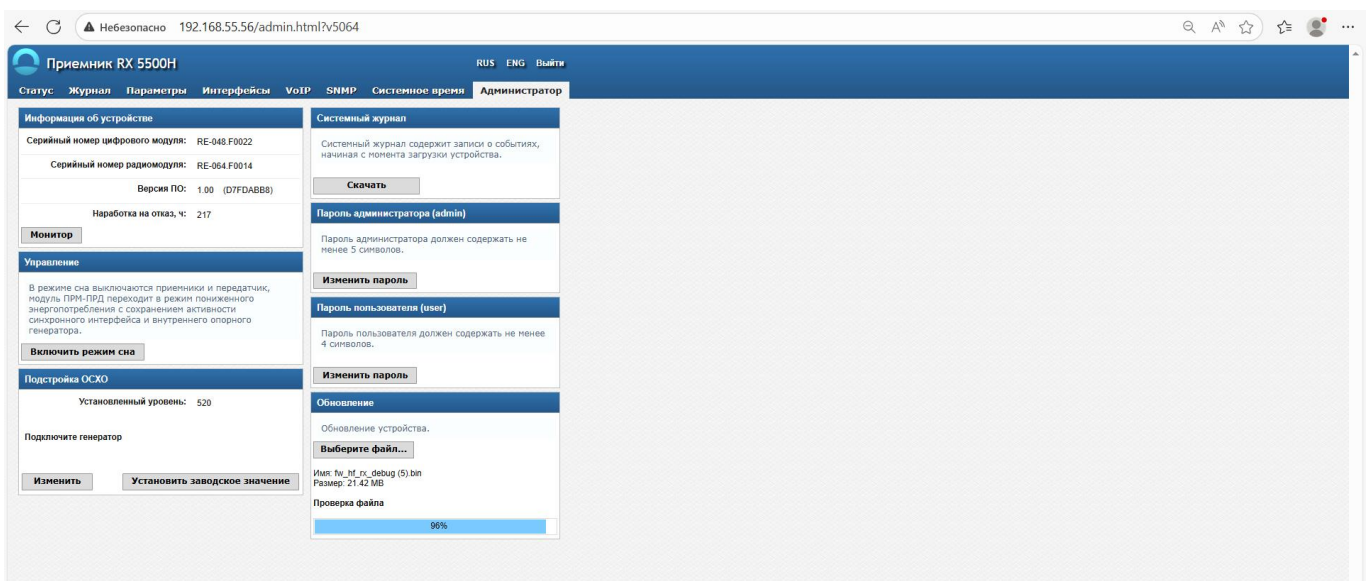 Небезопасно 192.168.55.56/admin.html?v5064
Приемник RX 5500H
RUS ENG Выйти
Статус Журнал Параметры Интерфейсы VoIP SNMP Системное время Администратор
Информация об устройстве
Серийный номер цифрового модуля: RE-048.F0022
Серийный номер радиомодуля: RE-064.F0014
Версия ПО: 1.00 (D7FDABB8)
Наработка на отказ, ч: 217
Монитор
Управление
В режиме сна выключаются приемники и передатчик,
модуль ПРМ-ПРД переходит в режим пониженного
энергопотребления с сохранением активности
синхронного интерфейса и внутреннего опорного
генератора.
Включить режим сна
Подстройка ОСХО
Установленный уровень: 520
Подключите генератор
Изменить Установить заводское значение
Системный журнал
Системный журнал содержит записи о событиях,
начиная с момента загрузки устройства.
Скачать
Пароль администратора (admin)
Пароль администратора должен содержать не
менее 5 символов.
Изменить пароль
Пароль пользователя (user)
Пароль пользователя должен содержать не менее
4 символов.
Изменить пароль
Обновление
Обновление устройства.
Выберите файл...
Имя: fw_hf_rx_debug (5).bin
Размер: 21.42 MB
Проверка файла
96%